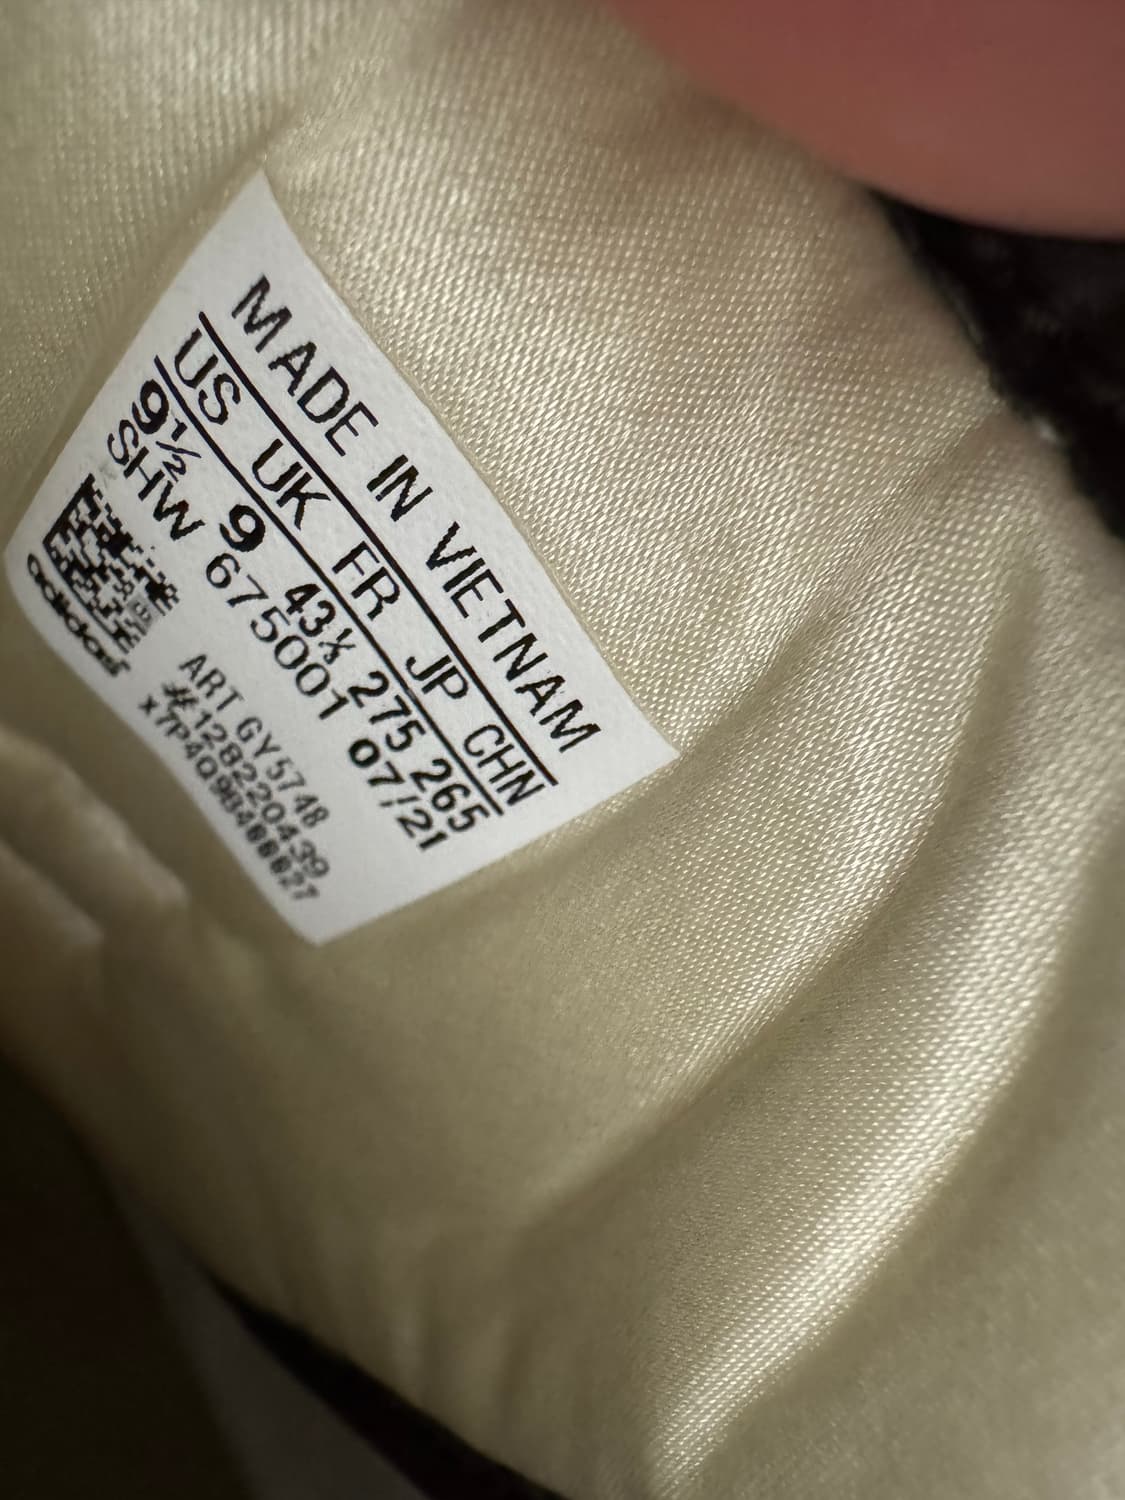 MADE IN VIETNAM
US UK FR JP CHN
9½ 9 43⅓ 275 265
SHW 675001 07/21
adidas
ART GY5748
#1282220439